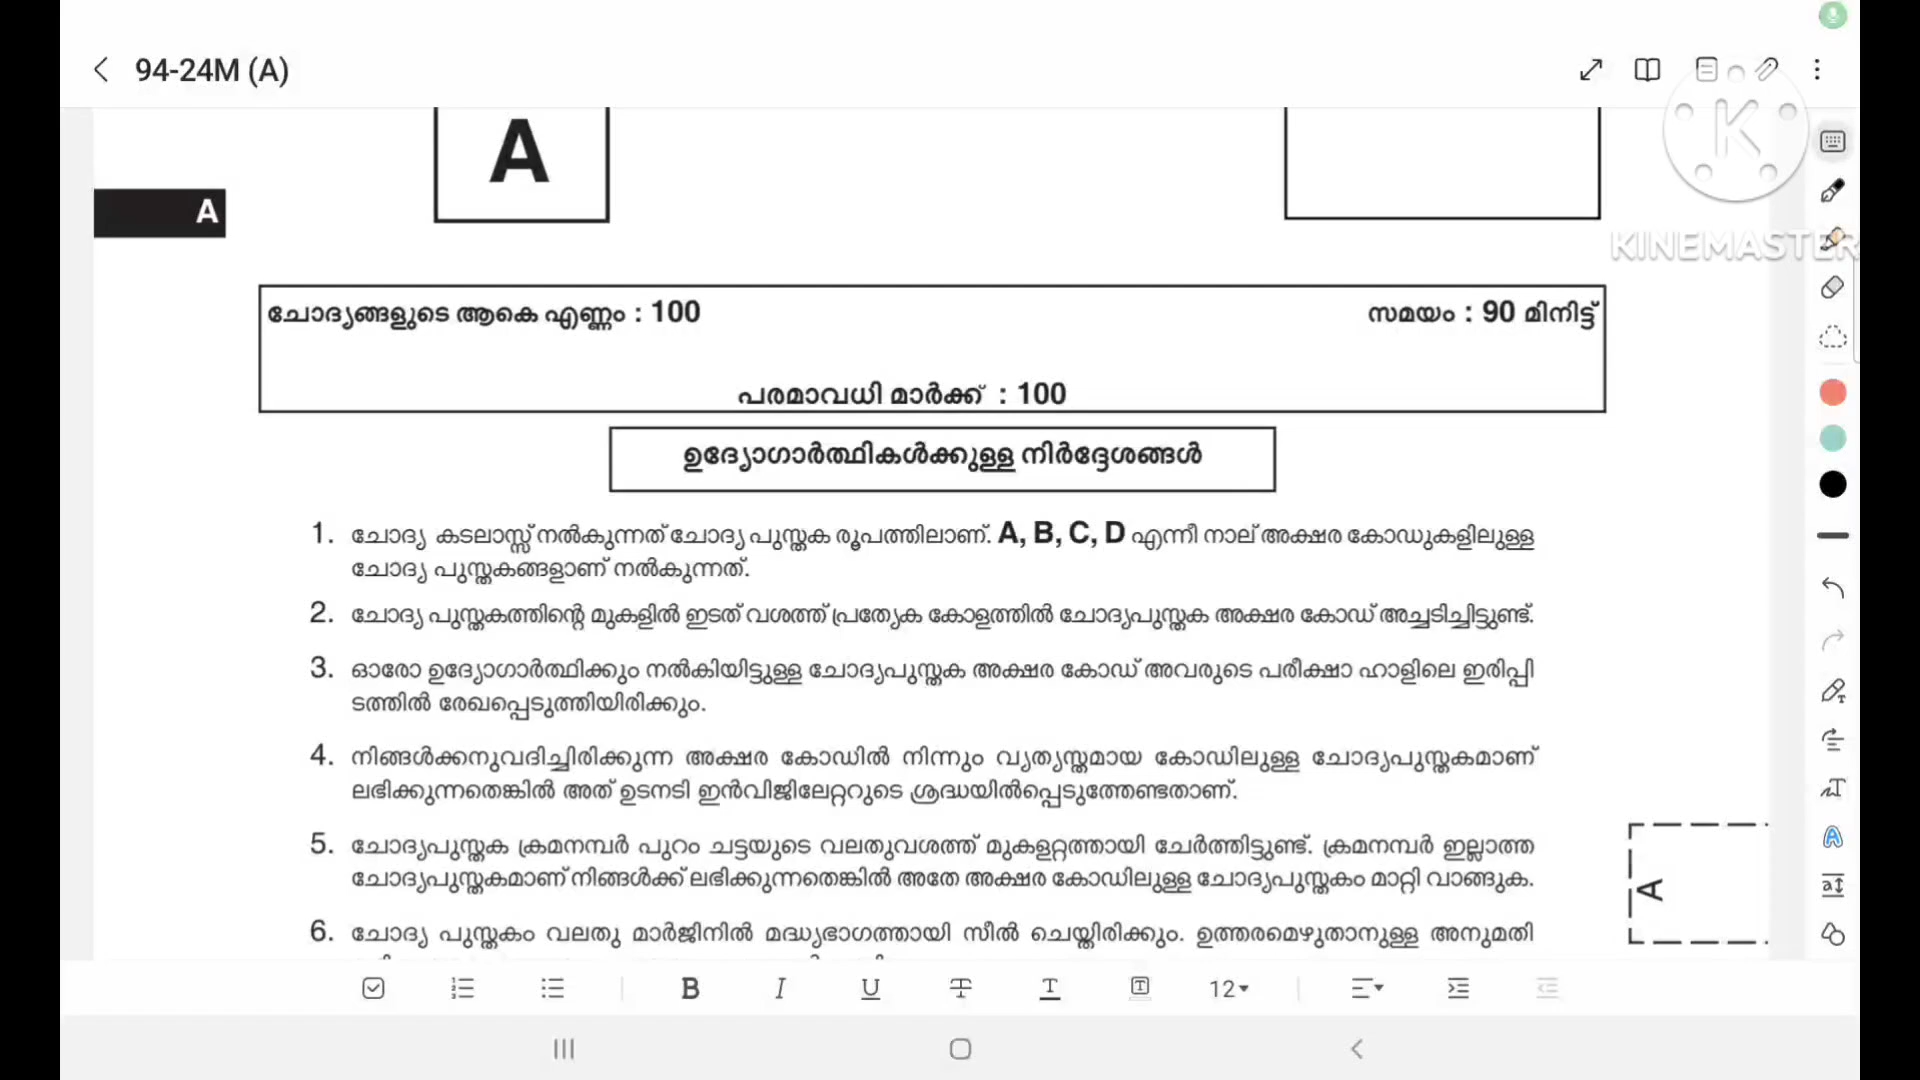 94-24M (A)
K
KINEMASTER
A
A
ചോദ്യങ്ങളുടെ ആകെ എണ്ണം : 100
സമയം : 90 മിനിട്ട്
പരമാവധി മാർക്ക് : 100
ഉദ്യോഗാർത്ഥികൾക്കുള്ള നിർദ്ദേശങ്ങൾ
1. ചോദ്യ കടലാസ്സ് നൽകുന്നത് ചോദ്യ പുസ്തക രൂപത്തിലാണ്. A, B, C, D എന്നീ നാല് അക്ഷര കോഡുകളിലുള്ള
ചോദ്യ പുസ്തകങ്ങളാണ് നൽകുന്നത്.
2. ചോദ്യ പുസ്തകത്തിന്റെ മുകളിൽ ഇടത് വശത്ത് പ്രത്യേക കോളത്തിൽ ചോദ്യപുസ്തക അക്ഷര കോഡ് അച്ചടിച്ചിട്ടുണ്ട്.
3. ഓരോ ഉദ്യോഗാർത്ഥിക്കും നൽകിയിട്ടുള്ള ചോദ്യപുസ്തക അക്ഷര കോഡ് അവരുടെ പരീക്ഷാ ഹാളിലെ ഇരിപ്പി
ടത്തിൽ രേഖപ്പെടുത്തിയിരിക്കും.
4. നിങ്ങൾക്കനുവദിച്ചിരിക്കുന്ന അക്ഷര കോഡിൽ നിന്നും വ്യത്യസ്തമായ കോഡിലുള്ള ചോദ്യപുസ്തകമാണ്
ലഭിക്കുന്നതെങ്കിൽ അത് ഉടനടി ഇൻവിജിലേറ്ററുടെ ശ്രദ്ധയിൽപ്പെടുത്തേണ്ടതാണ്.
5. ചോദ്യപുസ്തക ക്രമനമ്പർ പുറം ചട്ടയുടെ വലതുവശത്ത് മുകളറ്റത്തായി ചേർത്തിട്ടുണ്ട്. ക്രമനമ്പർ ഇല്ലാത്ത
ചോദ്യപുസ്തകമാണ് നിങ്ങൾക്ക് ലഭിക്കുന്നതെങ്കിൽ അതേ അക്ഷര കോഡിലുള്ള ചോദ്യപുസ്തകം മാറ്റി വാങ്ങുക.
A
6. ചോദ്യ പുസ്തകം വലതു മാർജിനിൽ മദ്ധ്യഭാഗത്തായി സീൽ ചെയ്തിരിക്കും. ഉത്തരമെഴുതാനുള്ള അനുമതി
B I U T T T 12